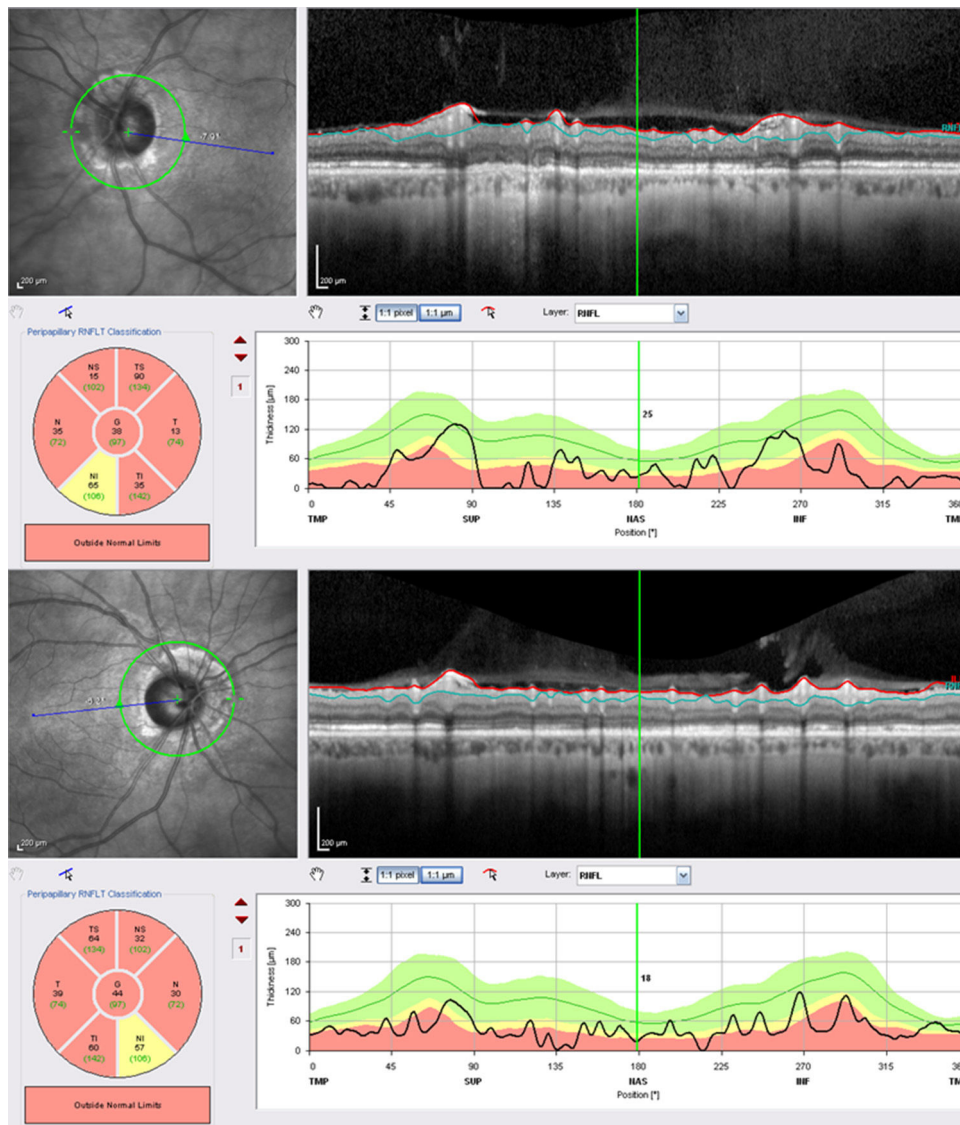 -7.91°
200 µm
RNFL
200 µm
1:1 pixel 1:1 µm Layer: RNFL
Peripapillary RNFLT Classification
NS
15
(102)
TS
90
(134)
N
35
(72)
G
38
(97)
T
13
(74)
NI
65
(106)
TI
35
(142)
Outside Normal Limits
1
Thickness [µm]
300
240
180
120
60
0
25
0 45 90 135 180 225 270 315 360
TMP SUP NAS INF TMP
Position [°]
200 µm
200 µm
1:1 pixel 1:1 µm Layer: RNFL
Peripapillary RNFLT Classification
TS
64
(134)
NS
32
(102)
T
39
(74)
G
44
(97)
N
30
(72)
TI
60
(142)
NI
57
(106)
Outside Normal Limits
1
Thickness [µm]
300
240
180
120
60
0
18
0 45 90 135 180 225 270 315
TMP SUP NAS INF
Position [°]